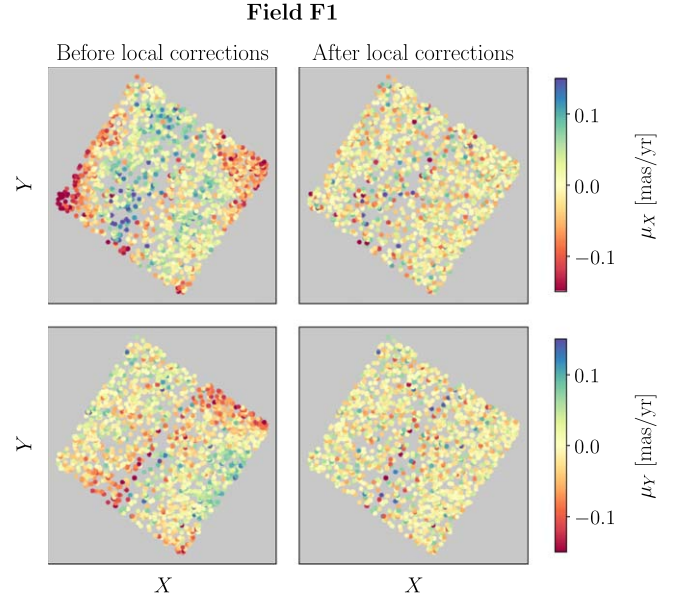 Field F1
Before local corrections
After local corrections
Y
0.1
0.0
−0.1
μX [mas/yr]
Y
0.1
0.0
−0.1
μY [mas/yr]
X
X